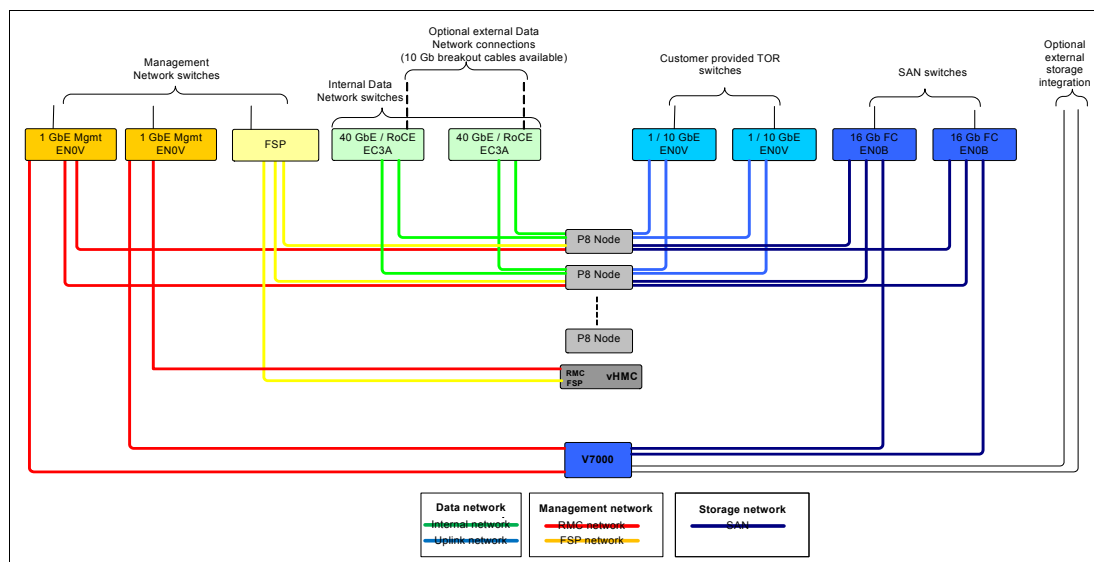 Optional external Data
Network connections
(10 Gb breakout cables available)
Optional
external
storage
integration
Management
Network switches
Customer provided TOR
switches
SAN switches
Internal Data
Network switches
1 GbE Mgmt
EN0V
1 GbE Mgmt
EN0V
FSP
40 GbE / RoCE
EC3A
40 GbE / RoCE
EC3A
1 / 10 GbE
EN0V
1 / 10 GbE
EN0V
16 Gb FC
EN0B
16 Gb FC
EN0B
P8 Node
P8 Node
P8 Node
RMC
FSP
vHMC
V7000
Data network
Internal network
Uplink network
Management network
RMC network
FSP network
Storage network
SAN